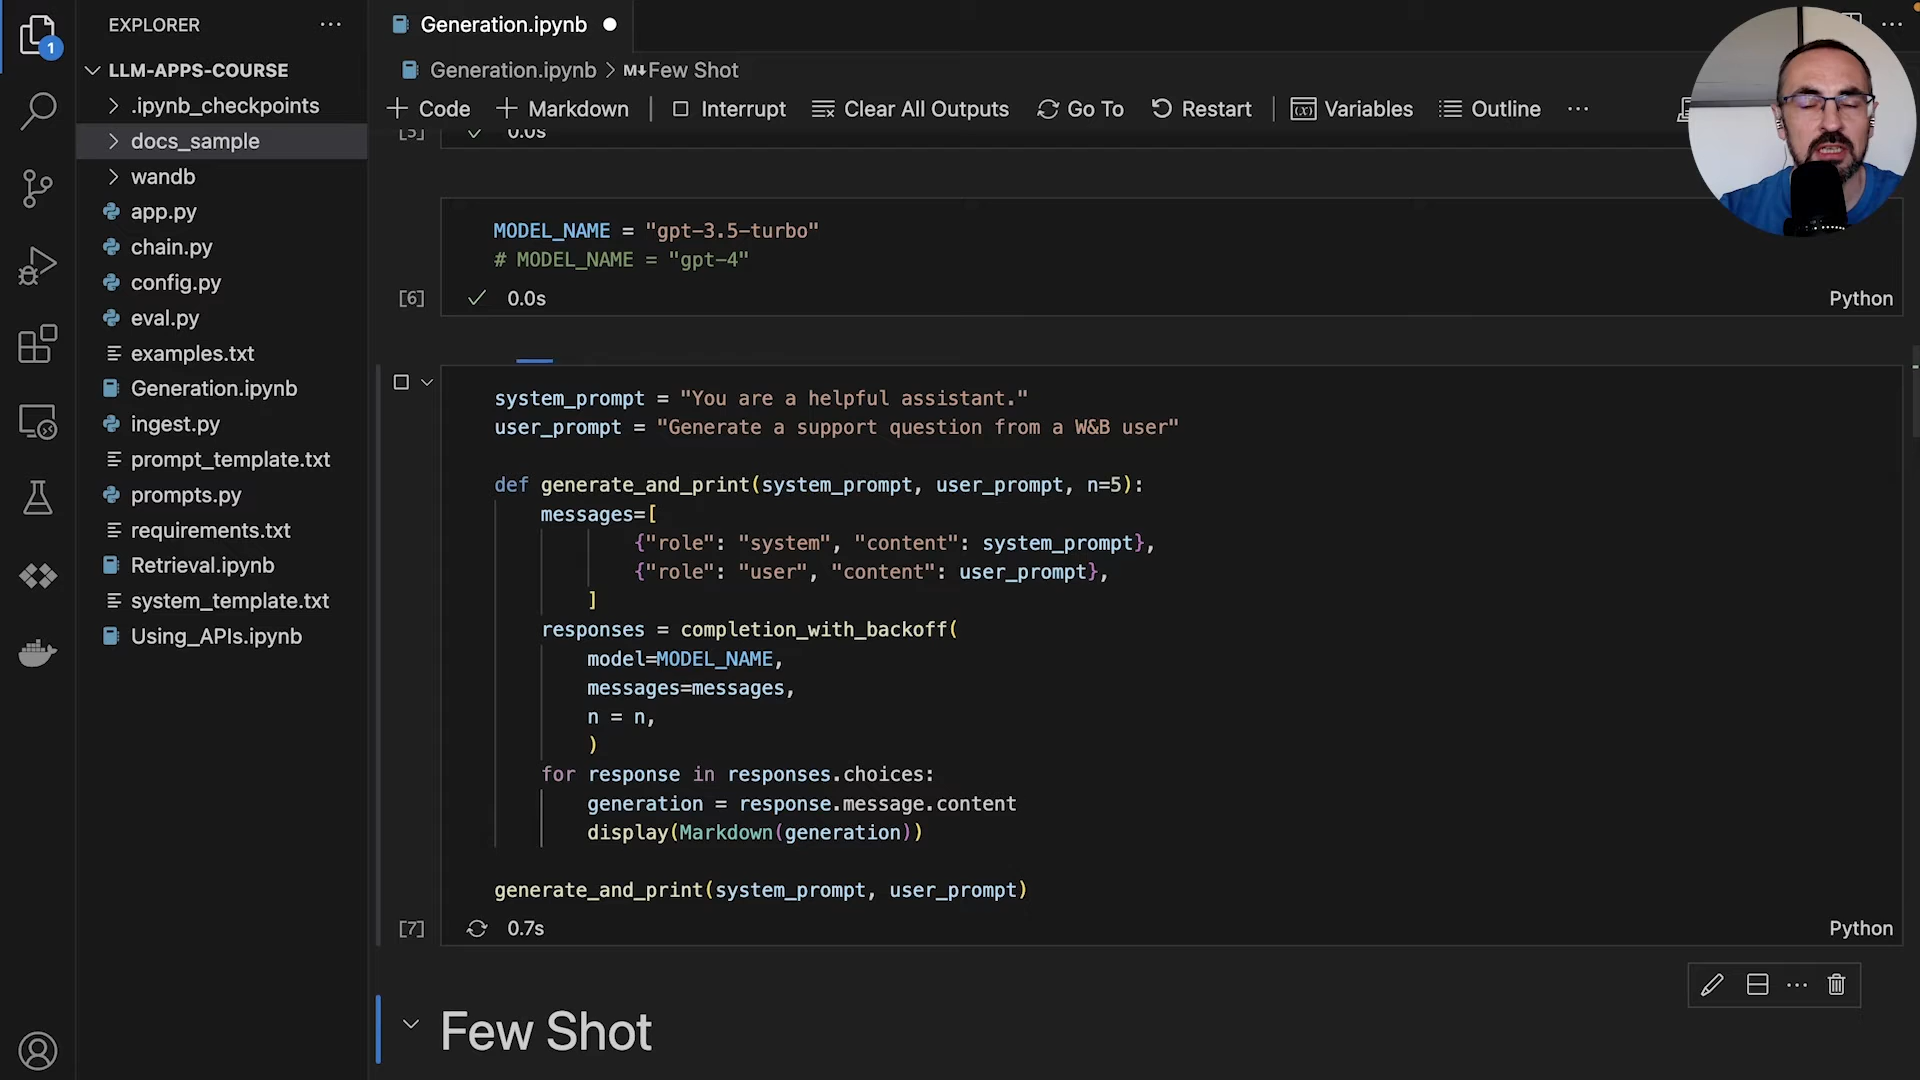 EXPLORER
1
LLM-APPS-COURSE
.ipynb_checkpoints
docs_sample
wandb
app.py
chain.py
config.py
eval.py
examples.txt
Generation.ipynb
ingest.py
prompt_template.txt
prompts.py
requirements.txt
Retrieval.ipynb
system_template.txt
Using_APIs.ipynb
Generation.ipynb
Generation.ipynb > M↓Few Shot
+ Code + Markdown | Interrupt Clear All Outputs Go To Restart | (x) Variables Outline ...
[5] ✓ 0.0s
MODEL_NAME = "gpt-3.5-turbo"
# MODEL_NAME = "gpt-4"
[6] ✓ 0.0s Python
system_prompt = "You are a helpful assistant."
user_prompt = "Generate a support question from a W&B user"
def generate_and_print(system_prompt, user_prompt, n=5):
messages=[
{"role": "system", "content": system_prompt},
{"role": "user", "content": user_prompt},
]
responses = completion_with_backoff(
model=MODEL_NAME,
messages=messages,
n = n,
)
for response in responses.choices:
generation = response.message.content
display(Markdown(generation))
generate_and_print(system_prompt, user_prompt)
[7] 0.7s Python
Few Shot